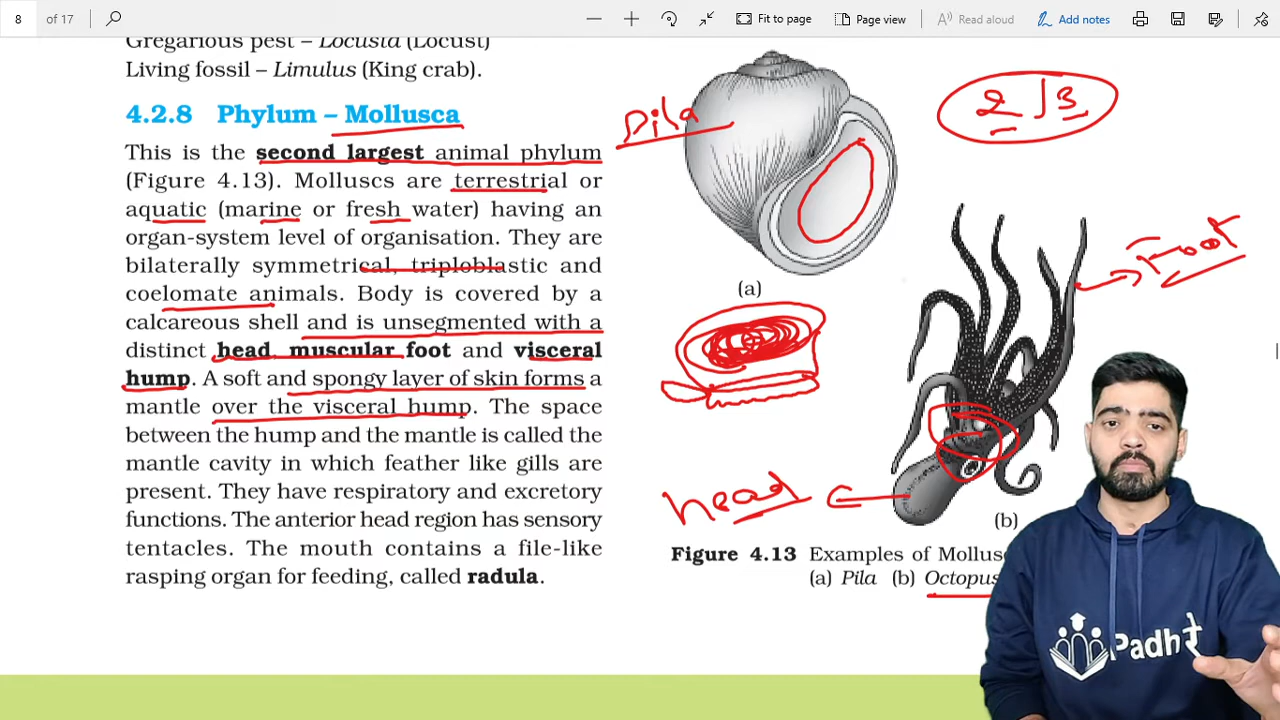 8 of 17
Fit to page
Page view
Read aloud
Add notes
Gregarious pest – Locusta (Locust)
Living fossil – Limulus (King crab).
4.2.8 Phylum – Mollusca
This is the second largest animal phylum
(Figure 4.13). Molluscs are terrestrial or
aquatic (marine or fresh water) having an
organ-system level of organisation. They are
bilaterally symmetrical, triploblastic and
coelomate animals. Body is covered by a
calcareous shell and is unsegmented with a
distinct head, muscular foot and visceral
hump. A soft and spongy layer of skin forms a
mantle over the visceral hump. The space
between the hump and the mantle is called the
mantle cavity in which feather like gills are
present. They have respiratory and excretory
functions. The anterior head region has sensory
tentacles. The mouth contains a file-like
rasping organ for feeding, called radula.
Pila
2 / 3
(a)
Foot
head
(b)
Figure 4.13 Examples of Mollusc
(a) Pila (b) Octopus
Padhरे